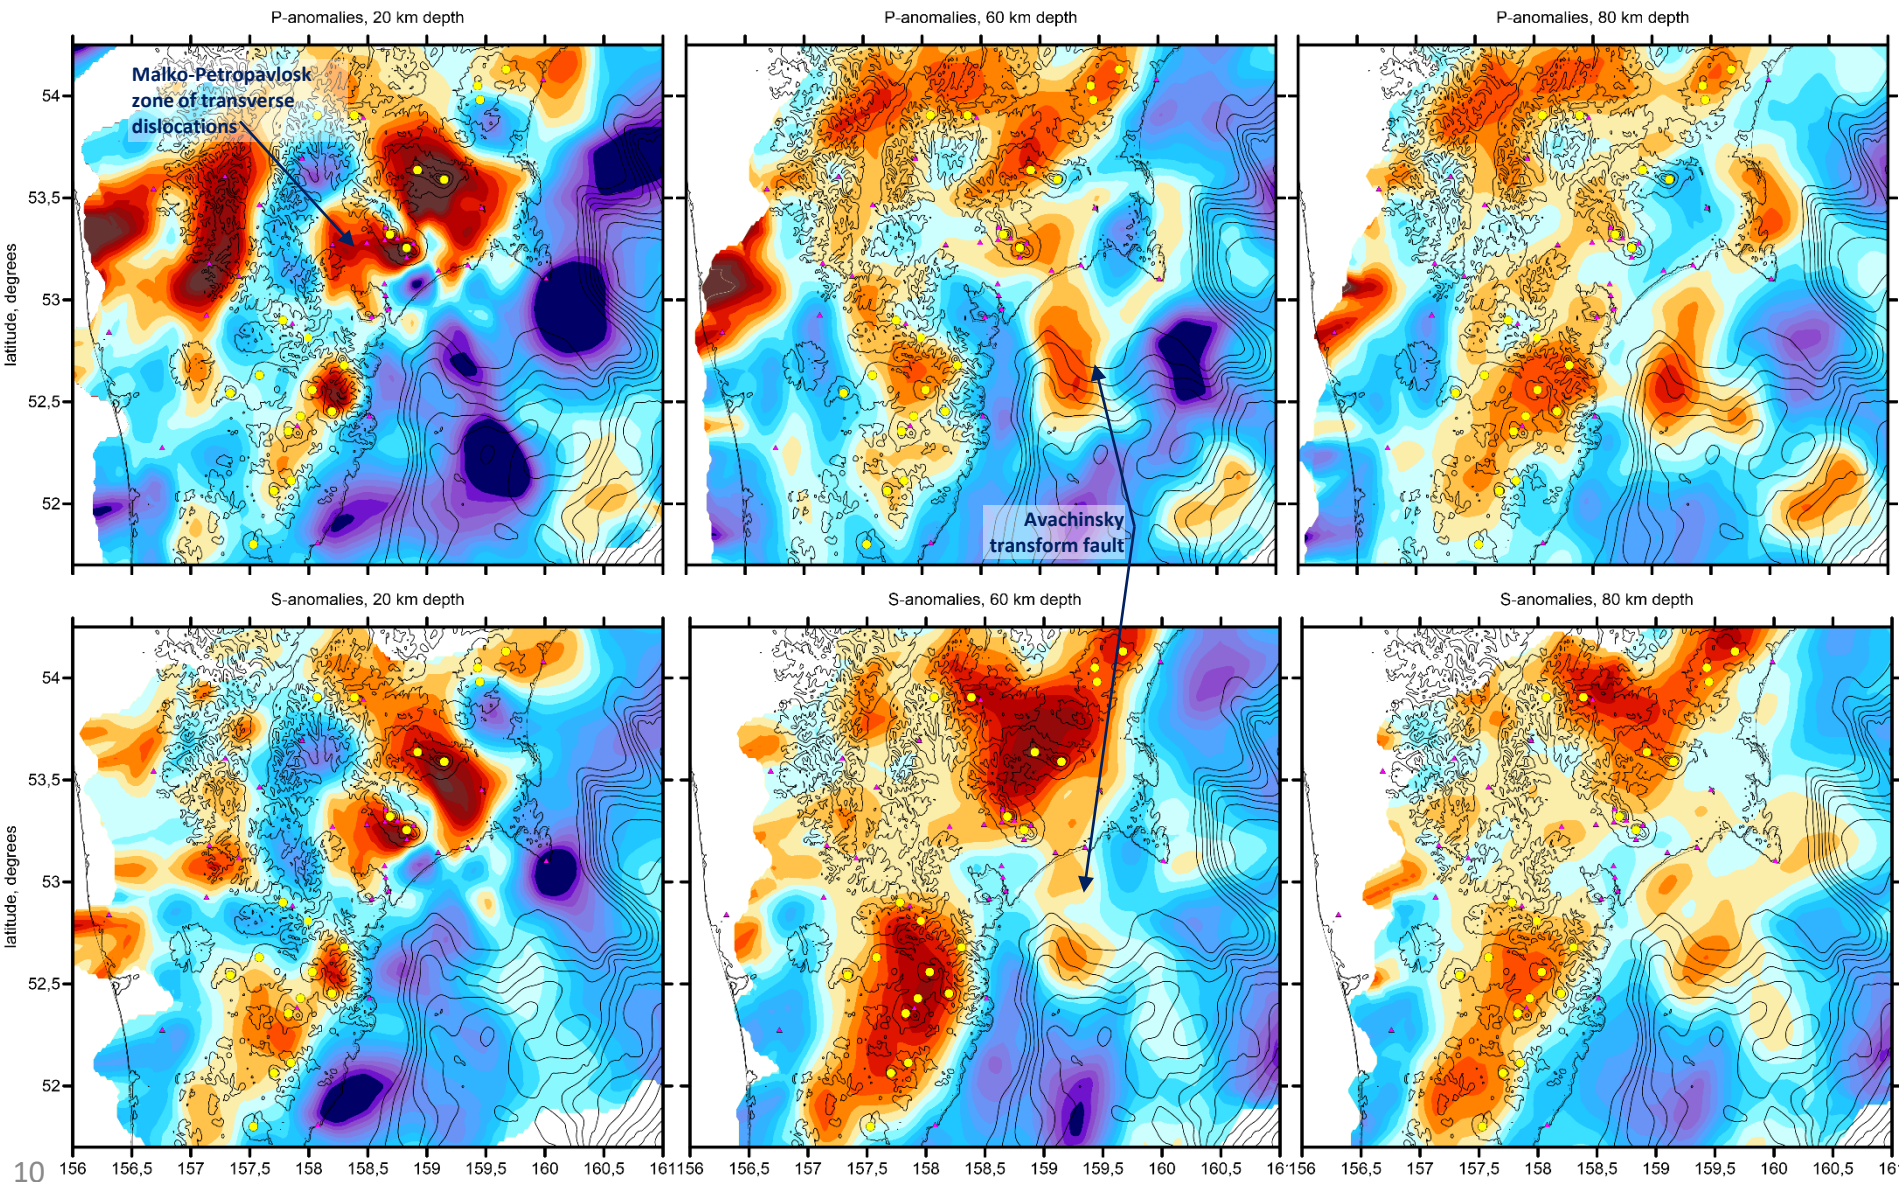 P-anomalies, 20 km depth
P-anomalies, 60 km depth
P-anomalies, 80 km depth
Malko-Petropavlosk
zone of transverse
dislocations
54
53,5
53
52,5
52
latitude, degrees
Avachinsky
transform fault
S-anomalies, 20 km depth
S-anomalies, 60 km depth
S-anomalies, 80 km depth
54
53,5
53
52,5
52
latitude, degrees
156 156,5 157 157,5 158 158,5 159 159,5 160 160,5
156 156,5 157 157,5 158 158,5 159 159,5 160 160,5
156 156,5 157 157,5 158 158,5 159 159,5 160 160,5
10